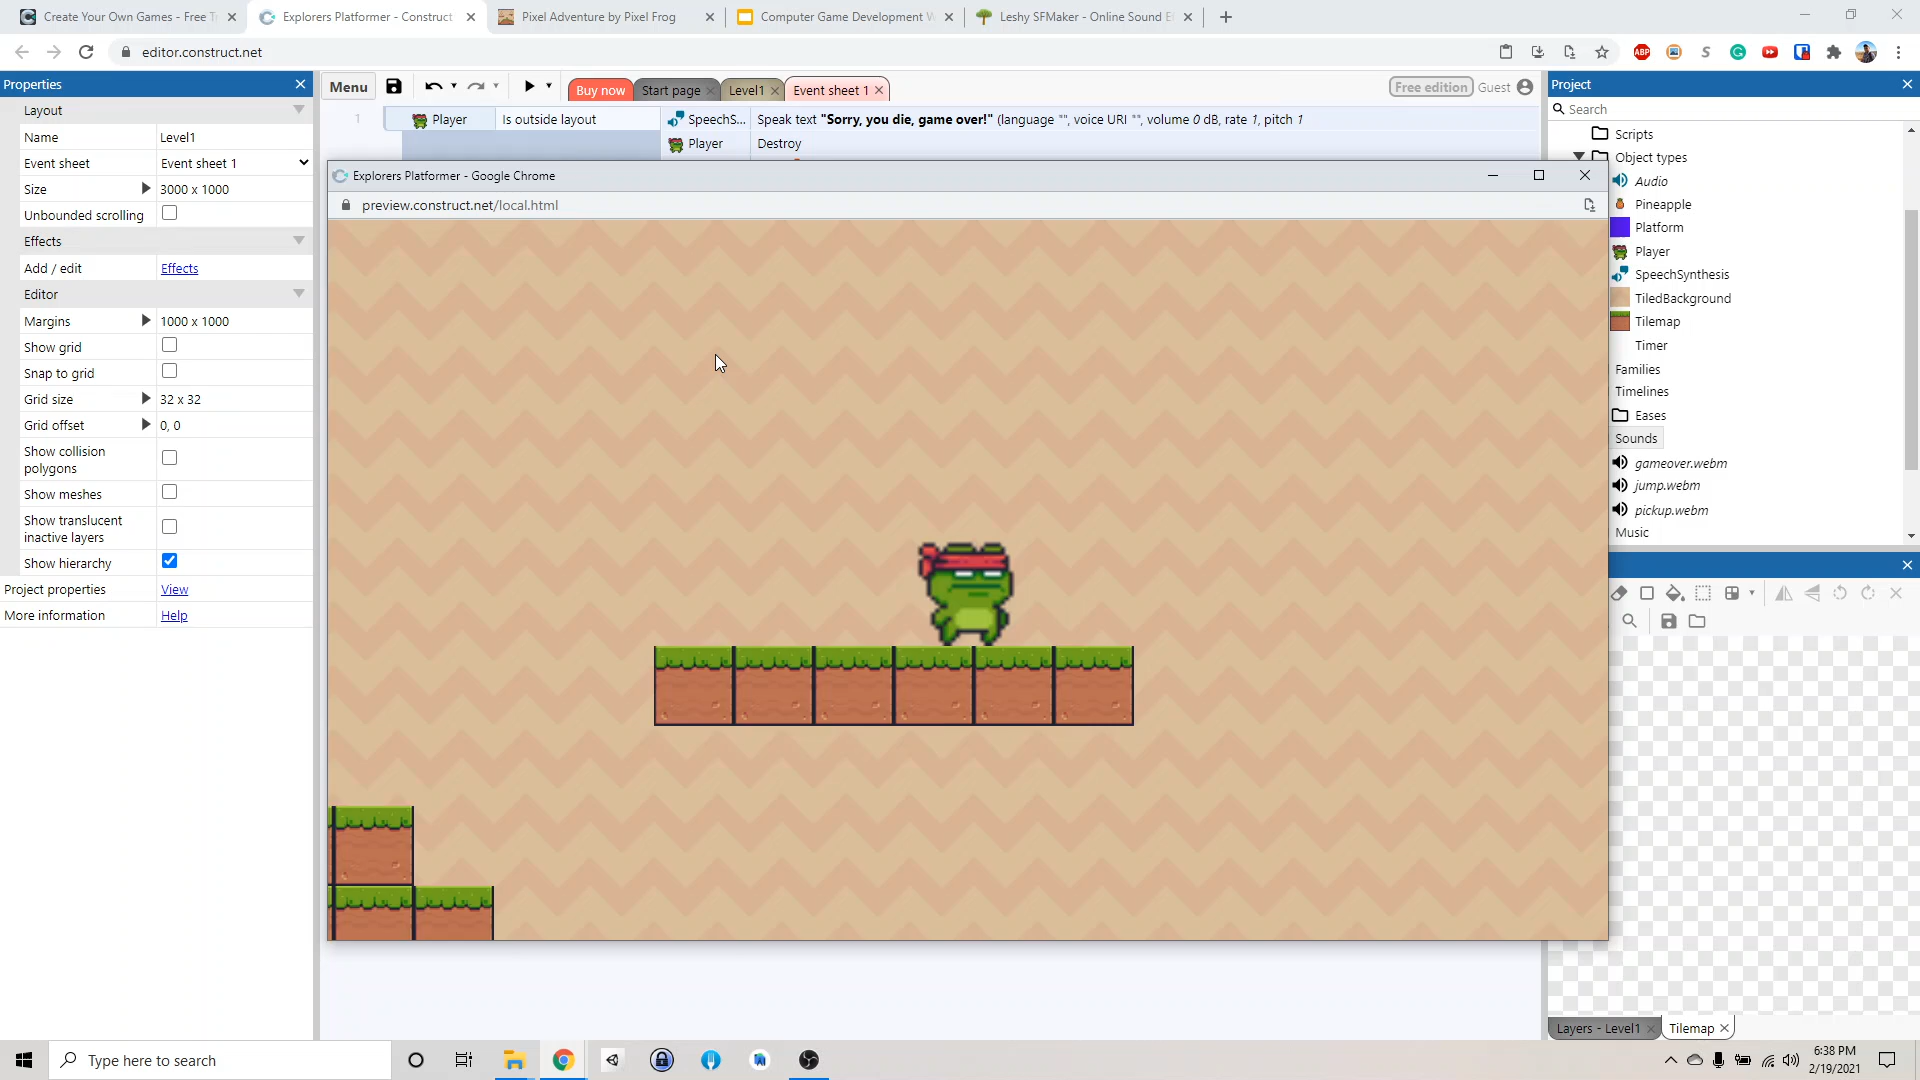 Create Your Own Games - Free T
Explorers Platformer - Construct
Pixel Adventure by Pixel Frog
Computer Game Development W
Leshy SFMaker - Online Sound E
editor.construct.net
ABP
Properties
Menu
Buy now
Start page
Level1
Event sheet 1
Free edition
Guest
Project
Search
Layout
Name
Level1
Event sheet
Event sheet 1
Size
3000 x 1000
Unbounded scrolling
Effects
Add / edit
Effects
Editor
Margins
1000 x 1000
Show grid
Snap to grid
Grid size
32 x 32
Grid offset
0, 0
Show collision
polygons
Show meshes
Show translucent
inactive layers
Show hierarchy
Project properties
View
More information
Help
1
Player
Is outside layout
SpeechS...
Speak text "Sorry, you die, game over!" (language "", voice URI "", volume 0 dB, rate 1, pitch 1)
Player
Destroy
Explorers Platformer - Google Chrome
preview.construct.net/local.html
Scripts
Object types
Audio
Pineapple
Platform
Player
SpeechSynthesis
TiledBackground
Tilemap
Timer
Families
Timelines
Eases
Sounds
gameover.webm
jump.webm
pickup.webm
Music
Layers - Level1
Tilemap
Type here to search
6:38 PM
2/19/2021